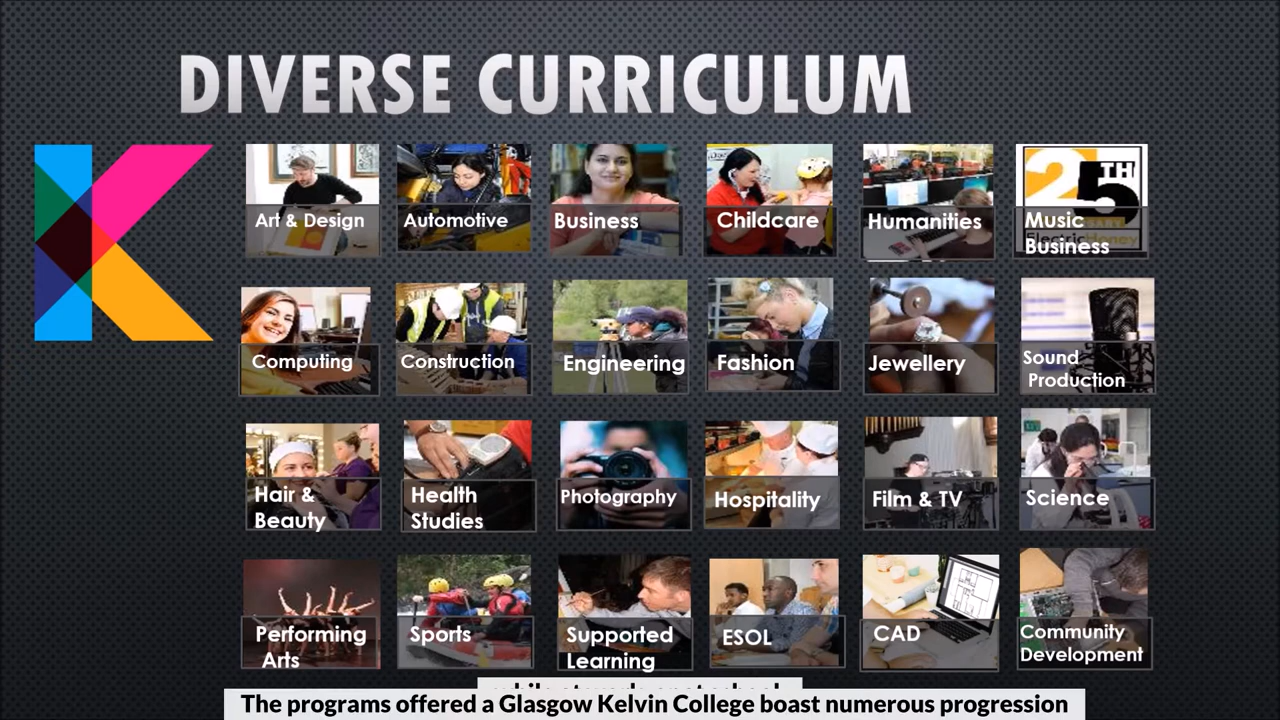 DIVERSE CURRICULUM
Art & Design
Automotive
Business
Childcare
Humanities
25TH
Music
Business
Computing
Construction
Engineering
Fashion
Jewellery
Sound
Production
Hair &
Beauty
Health
Studies
Photography
Hospitality
Film & TV
Science
Performing
Arts
Sports
Supported
Learning
ESOL
CAD
Community
Development
The programs offered a Glasgow Kelvin College boast numerous progression